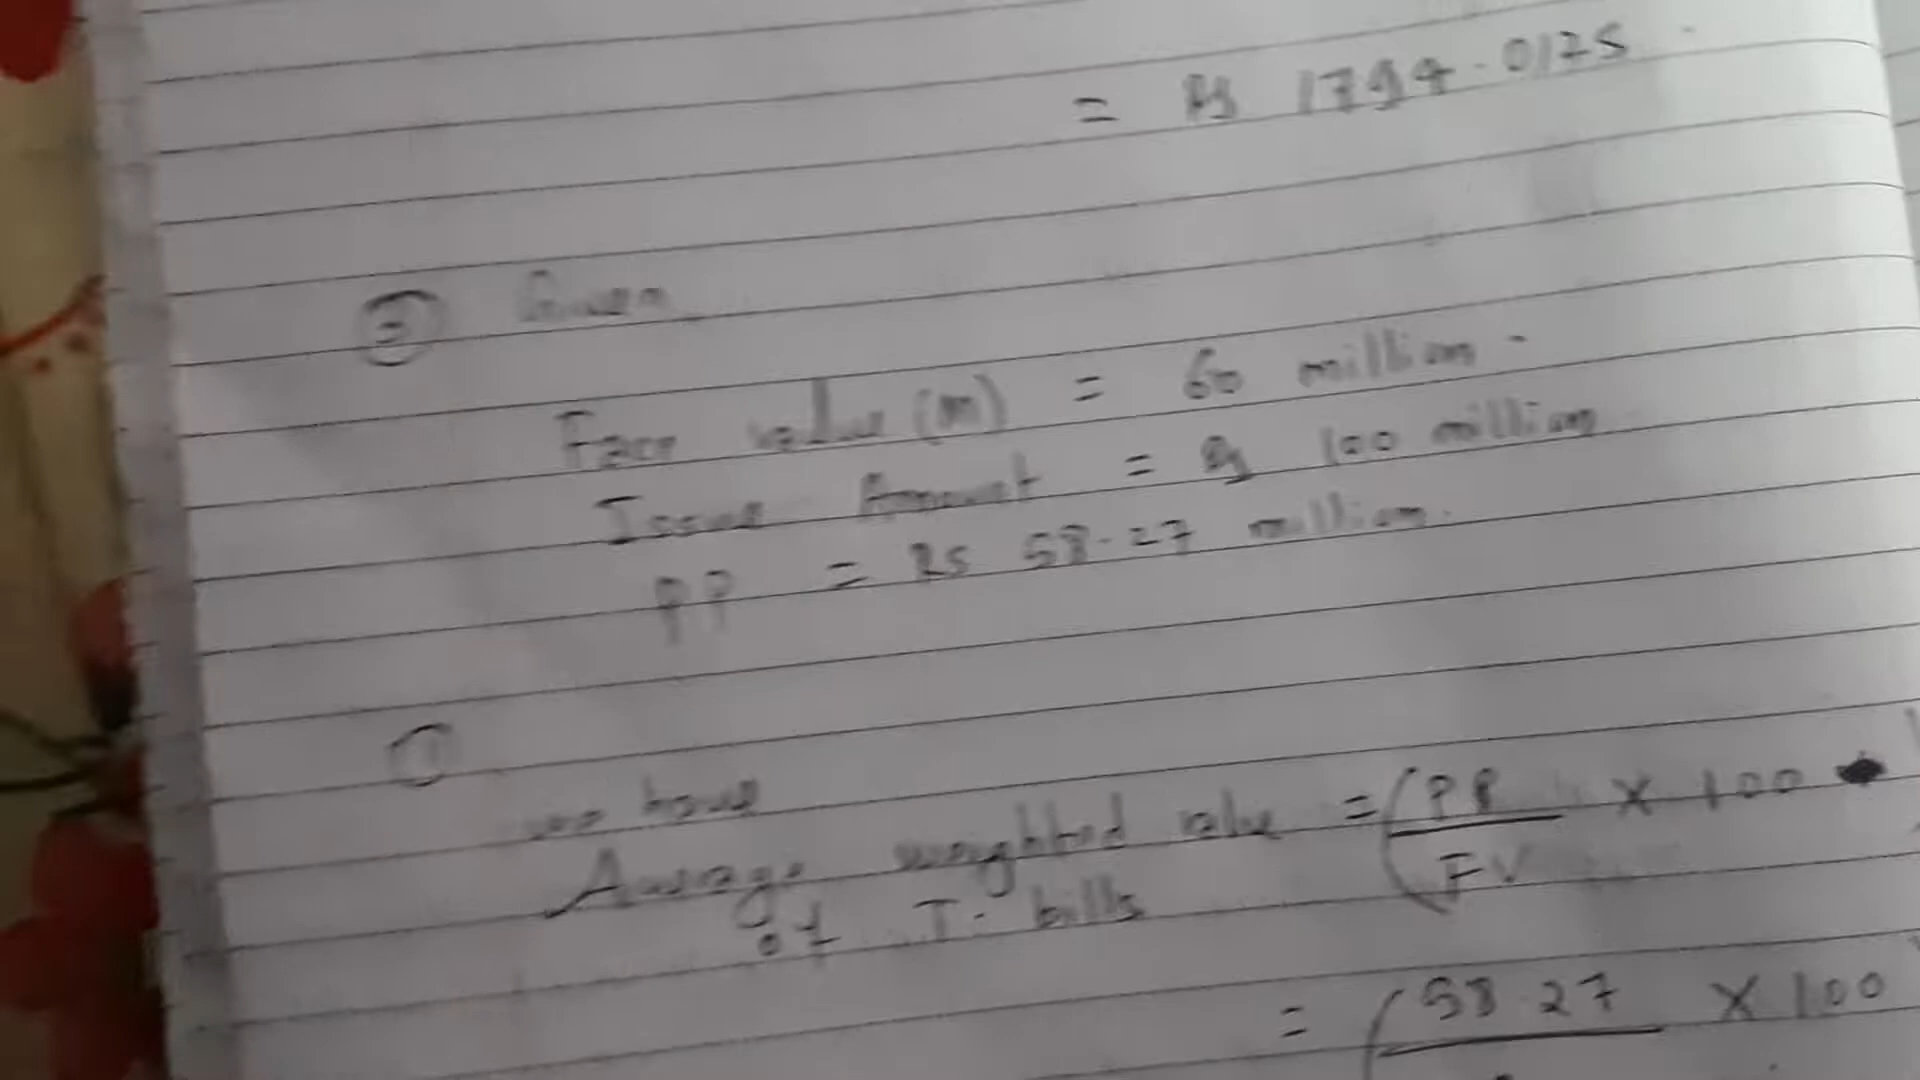 = Rs 1794.0125.
② Given
Face value (m) = 60 million.
Issue Amount = Rs 100 million
PP = Rs 58.27 million.
①
we have
Average weighted value = (PP/FV × 100
of T. bills
= (58.27 × 100